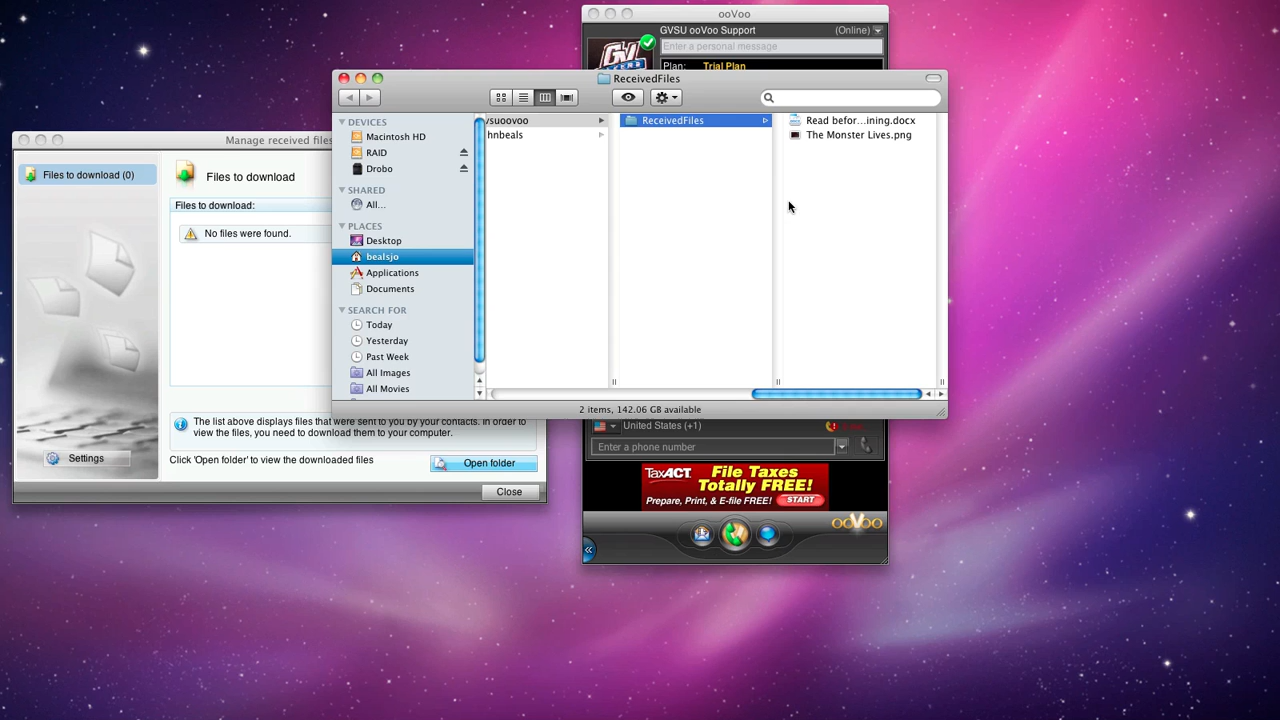 ooVoo
GVSU ooVoo Support
(Online)
Enter a personal message
GV
Plan:
Trial Plan
ReceivedFiles
DEVICES
Macintosh HD
RAID
Drobo
SHARED
All...
PLACES
Desktop
bealsjo
Applications
Documents
SEARCH FOR
Today
Yesterday
Past Week
All Images
All Movies
suoovoo
hnbeals
ReceivedFiles
Read befor...ining.docx
The Monster Lives.png
2 items, 142.06 GB available
Manage received files
Files to download (0)
Files to download
Files to download:
No files were found.
The list above displays files that were sent to you by your contacts. In order to
view the files, you need to download them to your computer.
Settings
Click 'Open folder' to view the downloaded files
Open folder
Close
United States (+1)
Enter a phone number
TaxACT
File Taxes
Totally FREE!
Prepare, Print, & E-file FREE!
START
ooVoo